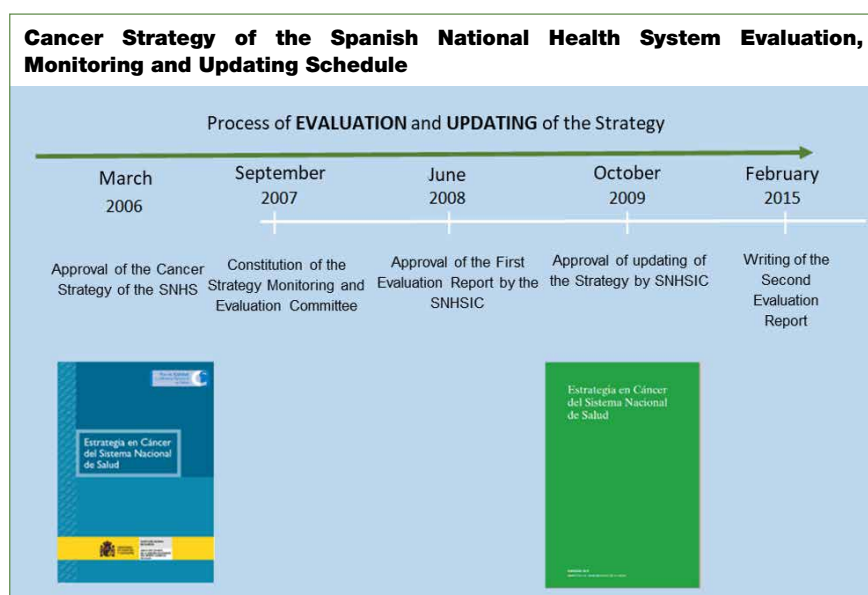 Cancer Strategy of the Spanish National Health System Evaluation,
Monitoring and Updating Schedule
Process of EVALUATION and UPDATING of the Strategy
March
2006
September
2007
June
2008
October
2009
February
2015
Approval of the Cancer
Strategy of the SNHS
Constitution of the
Strategy Monitoring and
Evaluation Committee
Approval of the First
Evaluation Report by the
SNHSIC
Approval of updating of
the Strategy by SNHSIC
Writing of the
Second
Evaluation
Report
Estrategia en Cáncer
del Sistema Nacional
de Salud
Estrategia en Cáncer
del Sistema Nacional
de Salud